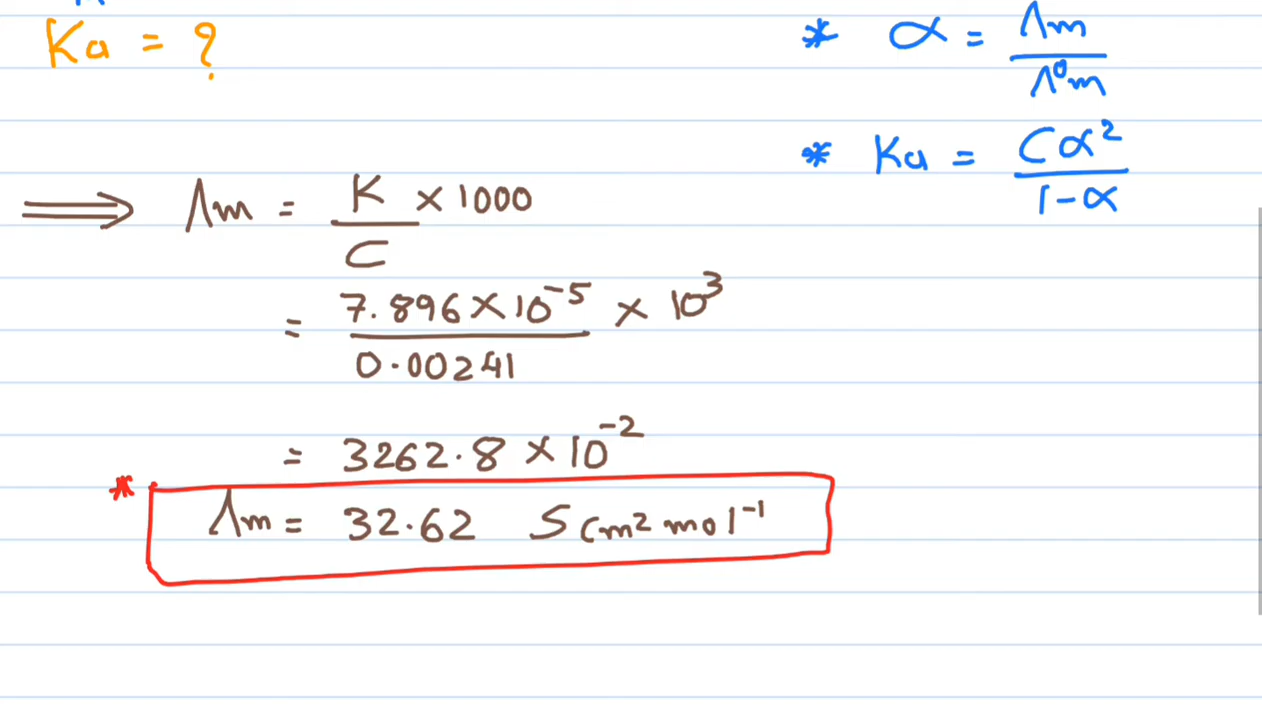 Ka = ?
* α = Λm / Λ⁰m
* Ka = Cα² / 1-α
⟹ Λm = K / C × 1000
= 7.896 × 10⁻⁵ / 0.00241 × 10³
= 3262.8 × 10⁻²
* Λm = 32.62 S cm² mol⁻¹